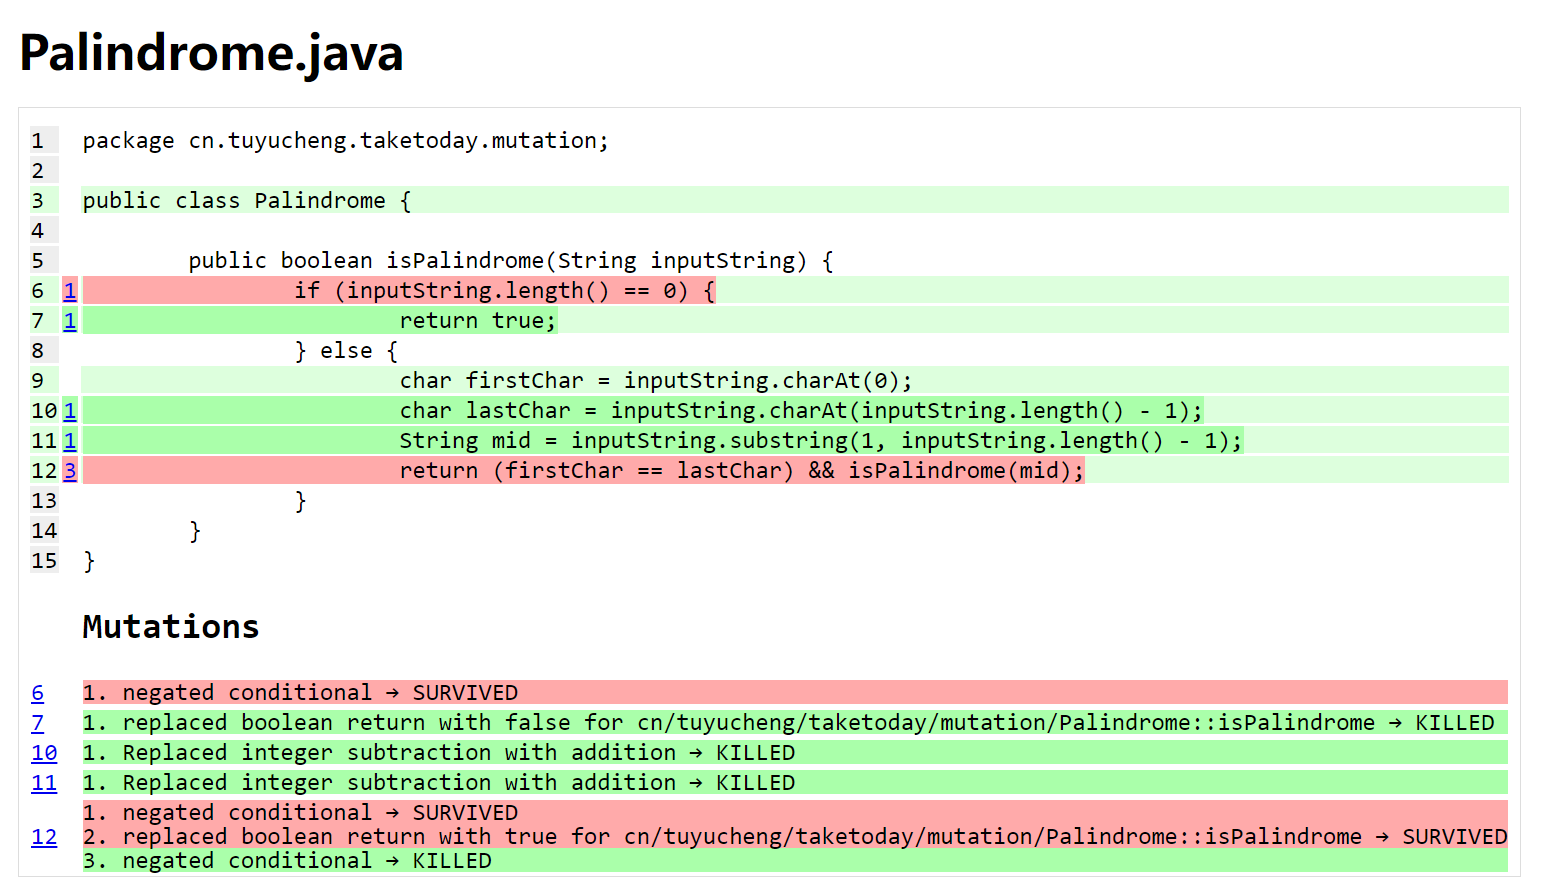 Palindrome.java
1 package cn.tuyucheng.taketoday.mutation;
2
3 public class Palindrome {
4
5 public boolean isPalindrome(String inputString) {
6 1 if (inputString.length() == 0) {
7 1 return true;
8 } else {
9 char firstChar = inputString.charAt(0);
10 1 char lastChar = inputString.charAt(inputString.length() - 1);
11 1 String mid = inputString.substring(1, inputString.length() - 1);
12 3 return (firstChar == lastChar) && isPalindrome(mid);
13 }
14 }
15 }
Mutations
6 1. negated conditional → SURVIVED
7 1. replaced boolean return with false for cn/tuyucheng/taketoday/mutation/Palindrome::isPalindrome → KILLED
10 1. Replaced integer subtraction with addition → KILLED
11 1. Replaced integer subtraction with addition → KILLED
1. negated conditional → SURVIVED
12 2. replaced boolean return with true for cn/tuyucheng/taketoday/mutation/Palindrome::isPalindrome → SURVIVED
3. negated conditional → KILLED